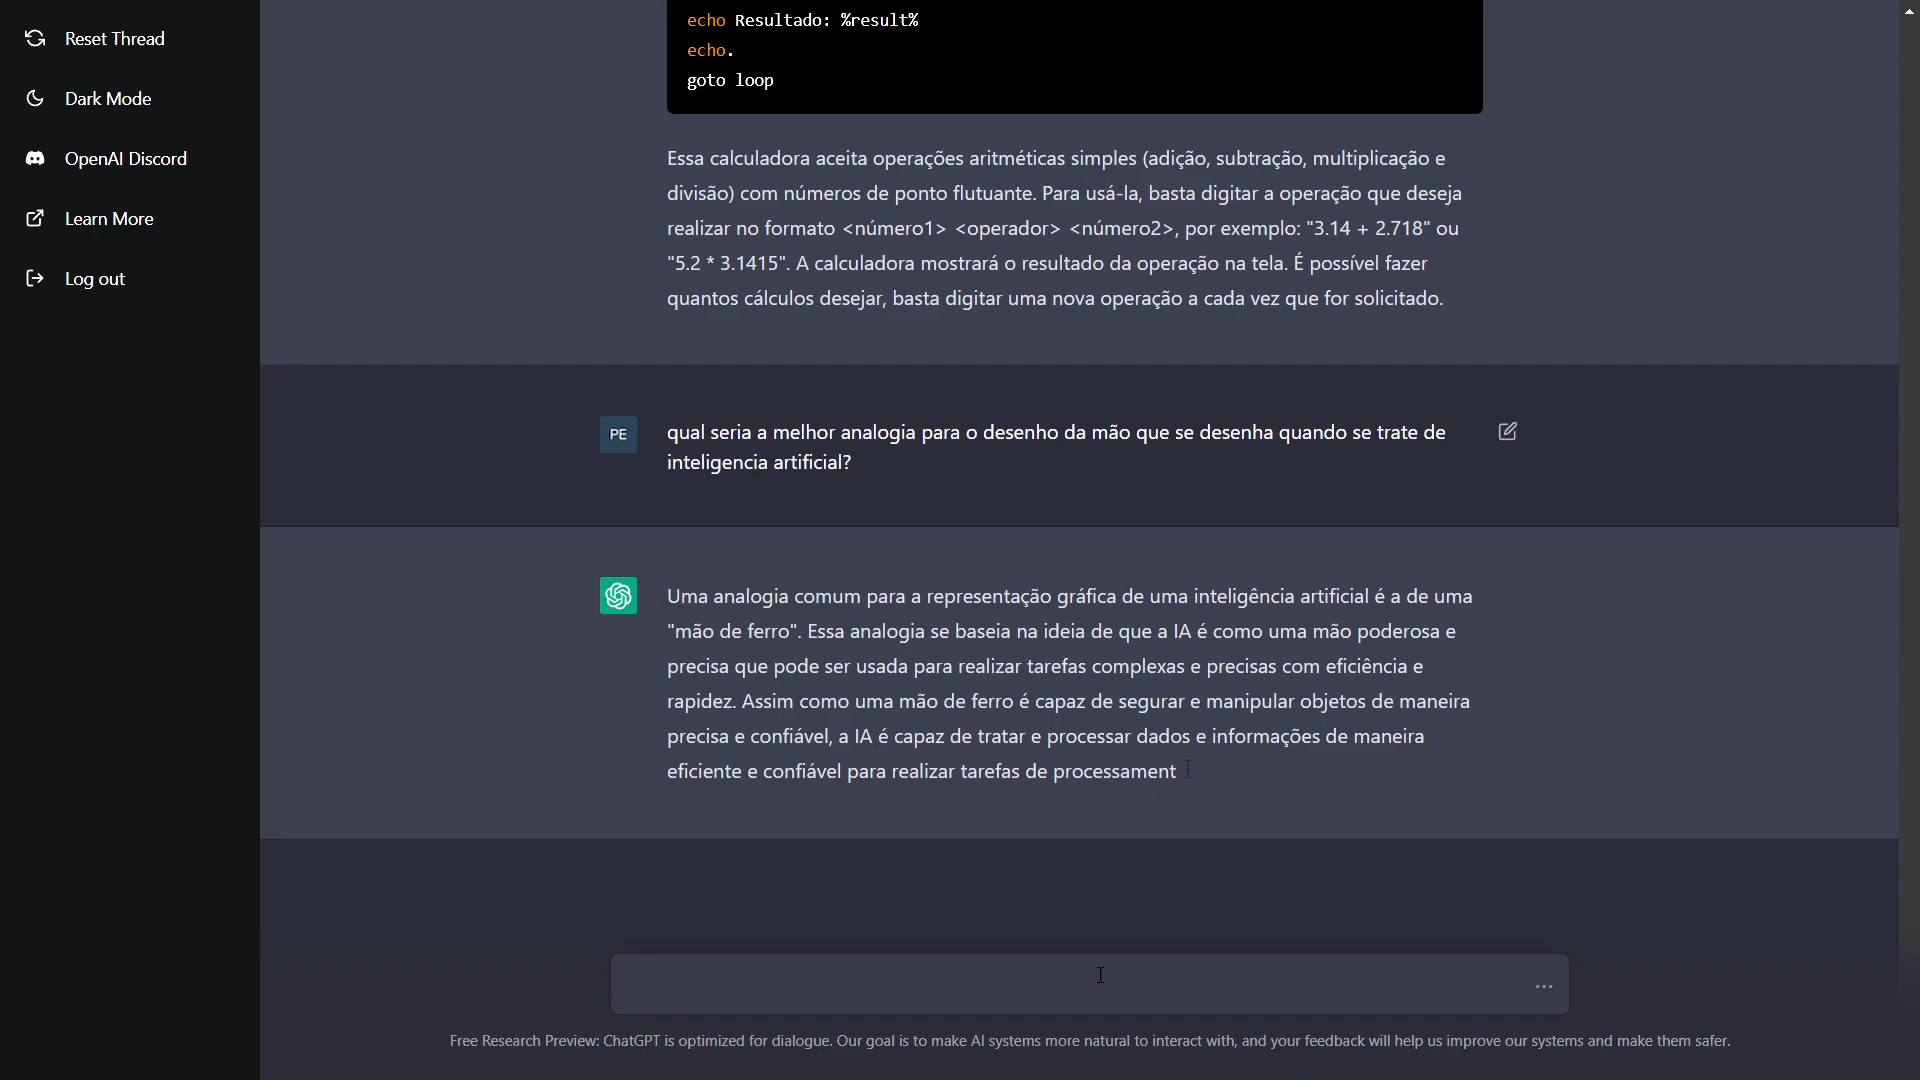 Reset Thread
Dark Mode
OpenAI Discord
Learn More
Log out
echo Resultado: %result%
echo.
goto loop
Essa calculadora aceita operações aritméticas simples (adição, subtração, multiplicação e
divisão) com números de ponto flutuante. Para usá-la, basta digitar a operação que deseja
realizar no formato <número1> <operador> <número2>, por exemplo: "3.14 + 2.718" ou
"5.2 * 3.1415". A calculadora mostrará o resultado da operação na tela. É possível fazer
quantos cálculos desejar, basta digitar uma nova operação a cada vez que for solicitado.
PE
qual seria a melhor analogia para o desenho da mão que se desenha quando se trate de
inteligencia artificial?
Uma analogia comum para a representação gráfica de uma inteligência artificial é a de uma
"mão de ferro". Essa analogia se baseia na ideia de que a IA é como uma mão poderosa e
precisa que pode ser usada para realizar tarefas complexas e precisas com eficiência e
rapidez. Assim como uma mão de ferro é capaz de segurar e manipular objetos de maneira
precisa e confiável, a IA é capaz de tratar e processar dados e informações de maneira
eficiente e confiável para realizar tarefas de processament
Free Research Preview: ChatGPT is optimized for dialogue. Our goal is to make AI systems more natural to interact with, and your feedback will help us improve our systems and make them safer.